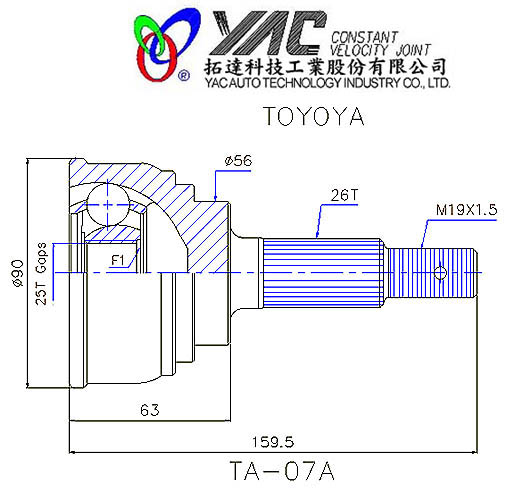 YAC CONSTANT
VELOCITY JOINT
®
拓達科技工業股份有限公司
YAC AUTO TECHNOLOGY INDUSTRY CO., LTD.
TOYOYA
ø56
26T
M19X1.5
F1
ø90
25T Gaps
63
159.5
TA-07A